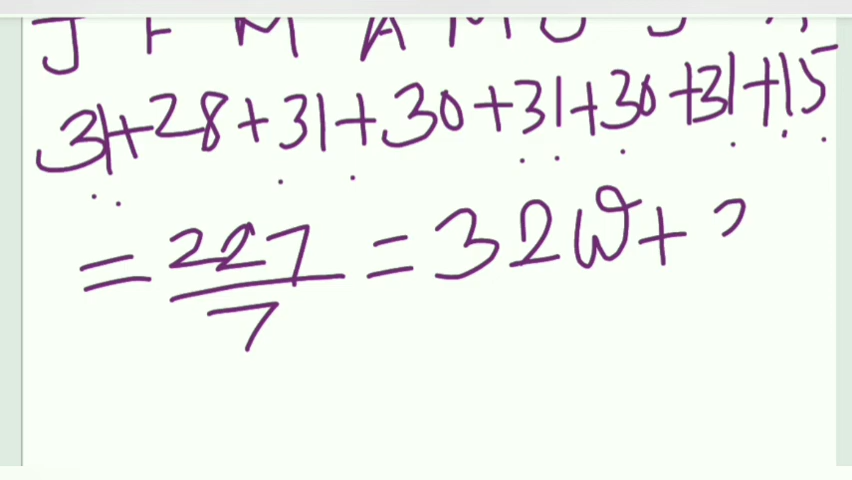 J F M A M J J A
31+28+31+30+31+30+31+15
= 227/7 = 32W+